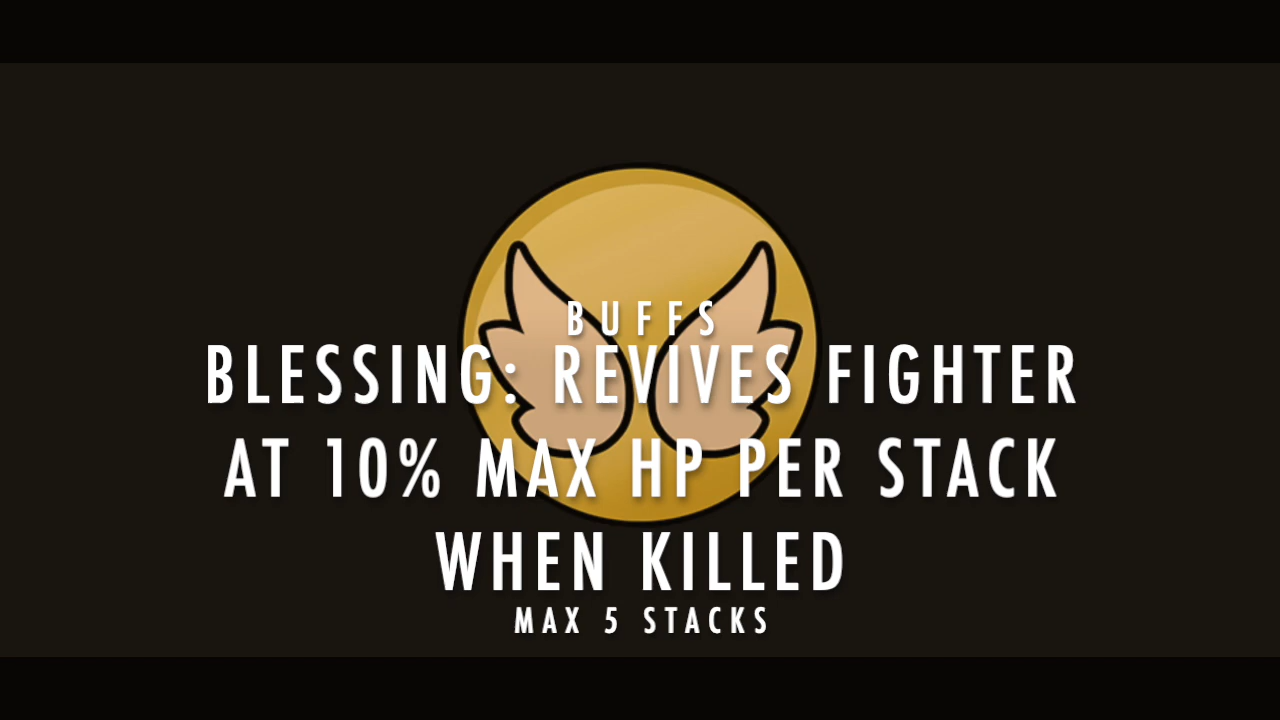 BUFFS
BLESSING: REVIVES FIGHTER
AT 10% MAX HP PER STACK
WHEN KILLED
MAX 5 STACKS